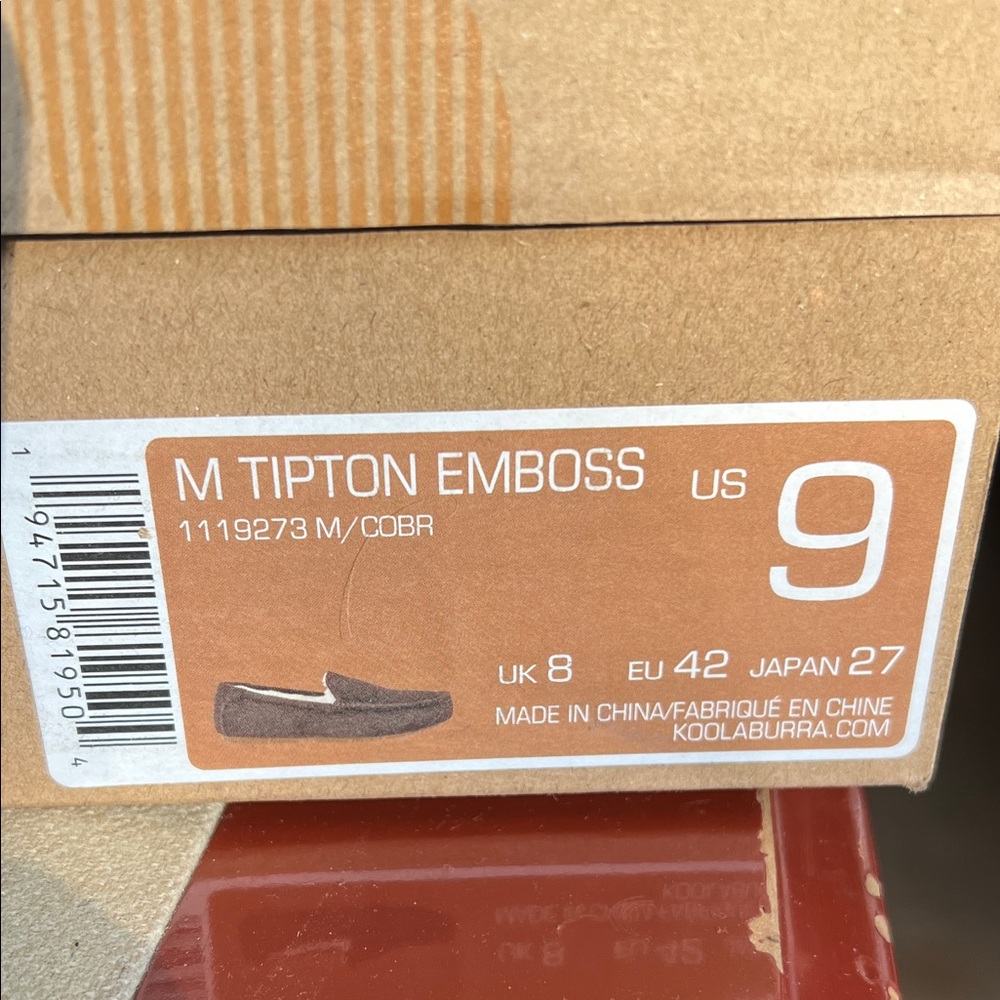 M TIPTON EMBOSS
US 9
1119273 M/COBR
UK 8 EU 42 JAPAN 27
MADE IN CHINA/FABRIQUÉ EN CHINE
KOOLABURRA.COM
1 94715 81950 4